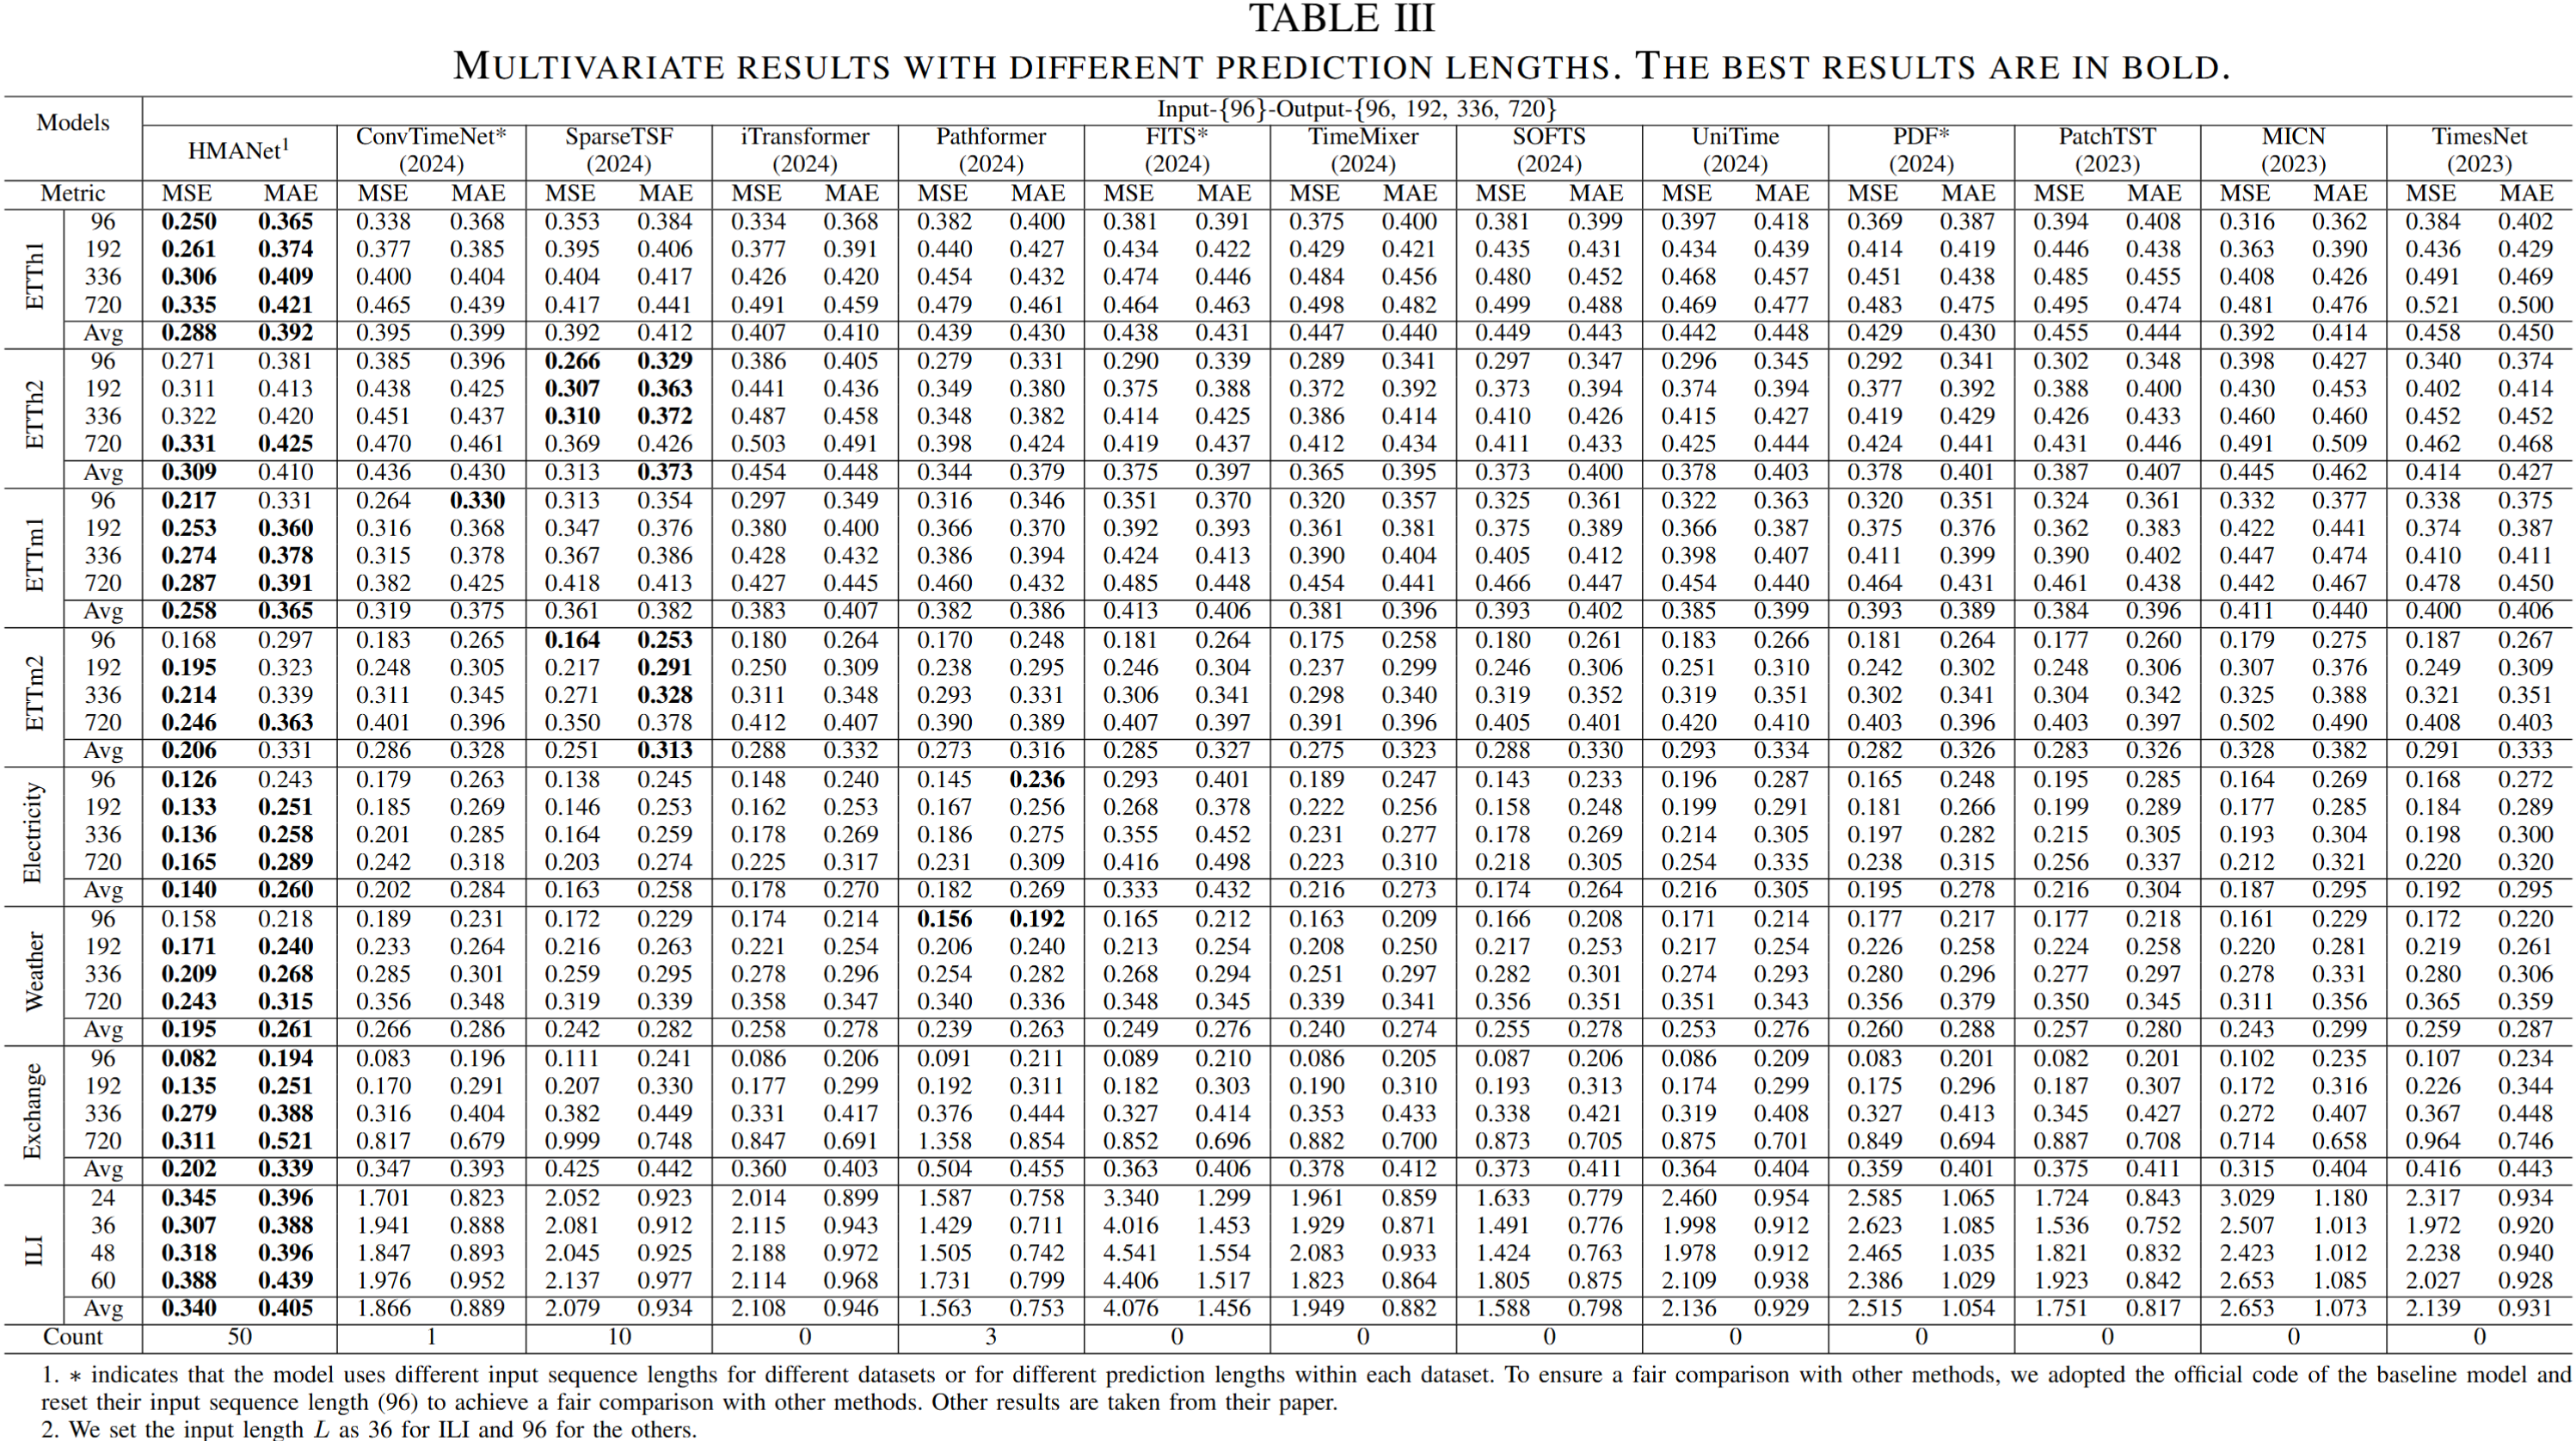 TABLE III
MULTIVARIATE RESULTS WITH DIFFERENT PREDICTION LENGTHS. THE BEST RESULTS ARE IN BOLD.
Models Input-{96}-Output-{96, 192, 336, 720}
HMANet¹ ConvTimeNet* (2024) SparseTSF (2024) iTransformer (2024) Pathformer (2024) FITS* (2024) TimeMixer (2024) SOFTS (2024) UniTime (2024) PDF* (2024) PatchTST (2023) MICN (2023) TimesNet (2023)
Metric MSE MAE MSE MAE MSE MAE MSE MAE MSE MAE MSE MAE MSE MAE MSE MAE MSE MAE MSE MAE MSE MAE MSE MAE MSE MAE
ETTh1
96 0.250 0.365 0.338 0.368 0.353 0.384 0.334 0.368 0.382 0.400 0.381 0.391 0.375 0.400 0.381 0.399 0.397 0.418 0.369 0.387 0.394 0.408 0.316 0.362 0.384 0.402
192 0.261 0.374 0.377 0.385 0.395 0.406 0.377 0.391 0.440 0.427 0.434 0.422 0.429 0.421 0.435 0.431 0.434 0.439 0.414 0.419 0.446 0.438 0.363 0.390 0.436 0.429
336 0.306 0.409 0.400 0.404 0.404 0.417 0.426 0.420 0.454 0.432 0.474 0.446 0.484 0.456 0.480 0.452 0.468 0.457 0.451 0.438 0.485 0.455 0.408 0.426 0.491 0.469
720 0.335 0.421 0.465 0.439 0.417 0.441 0.491 0.459 0.479 0.461 0.464 0.463 0.498 0.482 0.499 0.488 0.469 0.477 0.483 0.475 0.495 0.474 0.481 0.476 0.521 0.500
Avg 0.288 0.392 0.395 0.399 0.392 0.412 0.407 0.410 0.439 0.430 0.438 0.431 0.447 0.440 0.449 0.443 0.442 0.448 0.429 0.430 0.455 0.444 0.392 0.414 0.458 0.450
ETTh2
96 0.271 0.381 0.385 0.396 0.266 0.329 0.386 0.405 0.279 0.331 0.290 0.339 0.289 0.341 0.297 0.347 0.296 0.345 0.292 0.341 0.302 0.348 0.398 0.427 0.340 0.374
192 0.311 0.413 0.438 0.425 0.307 0.363 0.441 0.436 0.349 0.380 0.375 0.388 0.372 0.392 0.373 0.394 0.374 0.394 0.377 0.392 0.388 0.400 0.430 0.453 0.402 0.414
336 0.322 0.420 0.451 0.437 0.310 0.372 0.487 0.458 0.348 0.382 0.414 0.425 0.386 0.414 0.410 0.426 0.415 0.427 0.419 0.429 0.426 0.433 0.460 0.460 0.452 0.452
720 0.331 0.425 0.470 0.461 0.369 0.426 0.503 0.491 0.398 0.424 0.419 0.437 0.412 0.434 0.411 0.433 0.425 0.444 0.424 0.441 0.431 0.446 0.491 0.509 0.462 0.468
Avg 0.309 0.410 0.436 0.430 0.313 0.373 0.454 0.448 0.344 0.379 0.375 0.397 0.365 0.395 0.373 0.400 0.378 0.403 0.378 0.401 0.387 0.407 0.445 0.462 0.414 0.427
ETTm1
96 0.217 0.331 0.264 0.330 0.313 0.354 0.297 0.349 0.316 0.346 0.351 0.370 0.320 0.357 0.325 0.361 0.322 0.363 0.320 0.351 0.324 0.361 0.332 0.377 0.338 0.375
192 0.253 0.360 0.316 0.368 0.347 0.376 0.380 0.400 0.366 0.370 0.392 0.393 0.361 0.381 0.375 0.389 0.366 0.387 0.375 0.376 0.362 0.383 0.422 0.441 0.374 0.387
336 0.274 0.378 0.315 0.378 0.367 0.386 0.428 0.432 0.386 0.394 0.424 0.413 0.390 0.404 0.405 0.412 0.398 0.407 0.411 0.399 0.390 0.402 0.447 0.474 0.410 0.411
720 0.287 0.391 0.382 0.425 0.418 0.413 0.427 0.445 0.460 0.432 0.485 0.448 0.454 0.441 0.466 0.447 0.454 0.440 0.464 0.431 0.461 0.438 0.442 0.467 0.478 0.450
Avg 0.258 0.365 0.319 0.375 0.361 0.382 0.383 0.407 0.382 0.386 0.413 0.406 0.381 0.396 0.393 0.402 0.385 0.399 0.393 0.389 0.384 0.396 0.411 0.440 0.400 0.406
ETTm2
96 0.168 0.297 0.183 0.265 0.164 0.253 0.180 0.264 0.170 0.248 0.181 0.264 0.175 0.258 0.180 0.261 0.183 0.266 0.181 0.264 0.177 0.260 0.179 0.275 0.187 0.267
192 0.195 0.323 0.248 0.305 0.217 0.291 0.250 0.309 0.238 0.295 0.246 0.304 0.237 0.299 0.246 0.306 0.251 0.310 0.242 0.302 0.248 0.306 0.307 0.376 0.249 0.309
336 0.214 0.339 0.311 0.345 0.271 0.328 0.311 0.348 0.293 0.331 0.306 0.341 0.298 0.340 0.319 0.352 0.319 0.351 0.302 0.341 0.304 0.342 0.325 0.388 0.321 0.351
720 0.246 0.363 0.401 0.396 0.350 0.378 0.412 0.407 0.390 0.389 0.407 0.397 0.391 0.396 0.405 0.401 0.420 0.410 0.403 0.396 0.403 0.397 0.502 0.490 0.408 0.403
Avg 0.206 0.331 0.286 0.328 0.251 0.313 0.288 0.332 0.273 0.316 0.285 0.327 0.275 0.323 0.288 0.330 0.293 0.334 0.282 0.326 0.283 0.326 0.328 0.382 0.291 0.333
Electricity
96 0.126 0.243 0.179 0.263 0.138 0.245 0.148 0.240 0.145 0.236 0.293 0.401 0.189 0.247 0.143 0.233 0.196 0.287 0.165 0.248 0.195 0.285 0.164 0.269 0.168 0.272
192 0.133 0.251 0.185 0.269 0.146 0.253 0.162 0.253 0.167 0.256 0.268 0.378 0.222 0.256 0.158 0.248 0.199 0.291 0.181 0.266 0.199 0.289 0.177 0.285 0.184 0.289
336 0.136 0.258 0.201 0.285 0.164 0.259 0.178 0.269 0.186 0.275 0.355 0.452 0.231 0.277 0.178 0.269 0.214 0.305 0.197 0.282 0.215 0.305 0.193 0.304 0.198 0.300
720 0.165 0.289 0.242 0.318 0.203 0.274 0.225 0.317 0.231 0.309 0.416 0.498 0.223 0.310 0.218 0.305 0.254 0.335 0.238 0.315 0.256 0.337 0.212 0.321 0.220 0.320
Avg 0.140 0.260 0.202 0.284 0.163 0.258 0.178 0.270 0.182 0.269 0.333 0.432 0.216 0.273 0.174 0.264 0.216 0.305 0.195 0.278 0.216 0.304 0.187 0.295 0.192 0.295
Weather
96 0.158 0.218 0.189 0.231 0.172 0.229 0.174 0.214 0.156 0.192 0.165 0.212 0.163 0.209 0.166 0.208 0.171 0.214 0.177 0.217 0.177 0.218 0.161 0.229 0.172 0.220
192 0.171 0.240 0.233 0.264 0.216 0.263 0.221 0.254 0.206 0.240 0.213 0.254 0.208 0.250 0.217 0.253 0.217 0.254 0.226 0.258 0.224 0.258 0.220 0.281 0.219 0.261
336 0.209 0.268 0.285 0.301 0.259 0.295 0.278 0.296 0.254 0.282 0.268 0.294 0.251 0.297 0.282 0.301 0.274 0.293 0.280 0.296 0.277 0.297 0.278 0.331 0.280 0.306
720 0.243 0.315 0.356 0.348 0.319 0.339 0.358 0.347 0.340 0.336 0.348 0.345 0.339 0.341 0.356 0.351 0.351 0.343 0.356 0.379 0.350 0.345 0.311 0.356 0.365 0.359
Avg 0.195 0.261 0.266 0.286 0.242 0.282 0.258 0.278 0.239 0.263 0.249 0.276 0.240 0.274 0.255 0.278 0.253 0.276 0.260 0.288 0.257 0.280 0.243 0.299 0.259 0.287
Exchange
96 0.082 0.194 0.083 0.196 0.111 0.241 0.086 0.206 0.091 0.211 0.089 0.210 0.086 0.205 0.087 0.206 0.086 0.209 0.083 0.201 0.082 0.201 0.102 0.235 0.107 0.234
192 0.135 0.251 0.170 0.291 0.207 0.330 0.177 0.299 0.192 0.311 0.182 0.303 0.190 0.310 0.193 0.313 0.174 0.299 0.175 0.296 0.187 0.307 0.172 0.316 0.226 0.344
336 0.279 0.388 0.316 0.404 0.382 0.449 0.331 0.417 0.376 0.444 0.327 0.414 0.353 0.433 0.338 0.421 0.319 0.408 0.327 0.413 0.345 0.427 0.272 0.407 0.367 0.448
720 0.311 0.521 0.817 0.679 0.999 0.748 0.847 0.691 1.358 0.854 0.852 0.696 0.882 0.700 0.873 0.705 0.875 0.701 0.849 0.694 0.887 0.708 0.714 0.658 0.964 0.746
Avg 0.202 0.339 0.347 0.393 0.425 0.442 0.360 0.403 0.504 0.455 0.363 0.406 0.378 0.412 0.373 0.411 0.364 0.404 0.359 0.401 0.375 0.411 0.315 0.404 0.416 0.443
ILI
24 0.345 0.396 1.701 0.823 2.052 0.923 2.014 0.899 1.587 0.758 3.340 1.299 1.961 0.859 1.633 0.779 2.460 0.954 2.585 1.065 1.724 0.843 3.029 1.180 2.317 0.934
36 0.307 0.388 1.941 0.888 2.081 0.912 2.115 0.943 1.429 0.711 4.016 1.453 1.929 0.871 1.491 0.776 1.998 0.912 2.623 1.085 1.536 0.752 2.507 1.013 1.972 0.920
48 0.318 0.396 1.847 0.893 2.045 0.925 2.188 0.972 1.505 0.742 4.541 1.554 2.083 0.933 1.424 0.763 1.978 0.912 2.465 1.035 1.821 0.832 2.423 1.012 2.238 0.940
60 0.388 0.439 1.976 0.952 2.137 0.977 2.114 0.968 1.731 0.799 4.406 1.517 1.823 0.864 1.805 0.875 2.109 0.938 2.386 1.029 1.923 0.842 2.653 1.085 2.027 0.928
Avg 0.340 0.405 1.866 0.889 2.079 0.934 2.108 0.946 1.563 0.753 4.076 1.456 1.949 0.882 1.588 0.798 2.136 0.929 2.515 1.054 1.751 0.817 2.653 1.073 2.139 0.931
Count 50 1 10 0 3 0 0 0 0 0 0 0 0
1. * indicates that the model uses different input sequence lengths for different datasets or for different prediction lengths within each dataset. To ensure a fair comparison with other methods, we adopted the official code of the baseline model and
reset their input sequence length (96) to achieve a fair comparison with other methods. Other results are taken from their paper.
2. We set the input length L as 36 for ILI and 96 for the others.